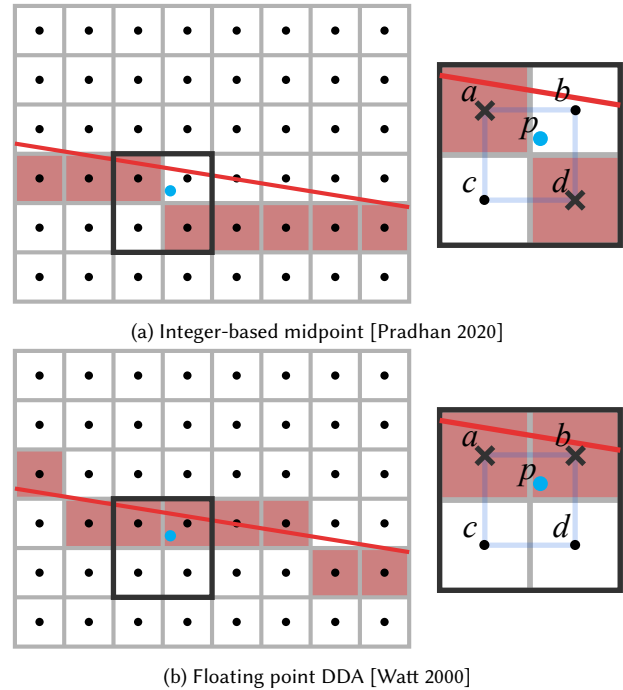 a
b
p
c
d
(a) Integer-based midpoint [Pradhan 2020]
a
b
p
c
d
(b) Floating point DDA [Watt 2000]